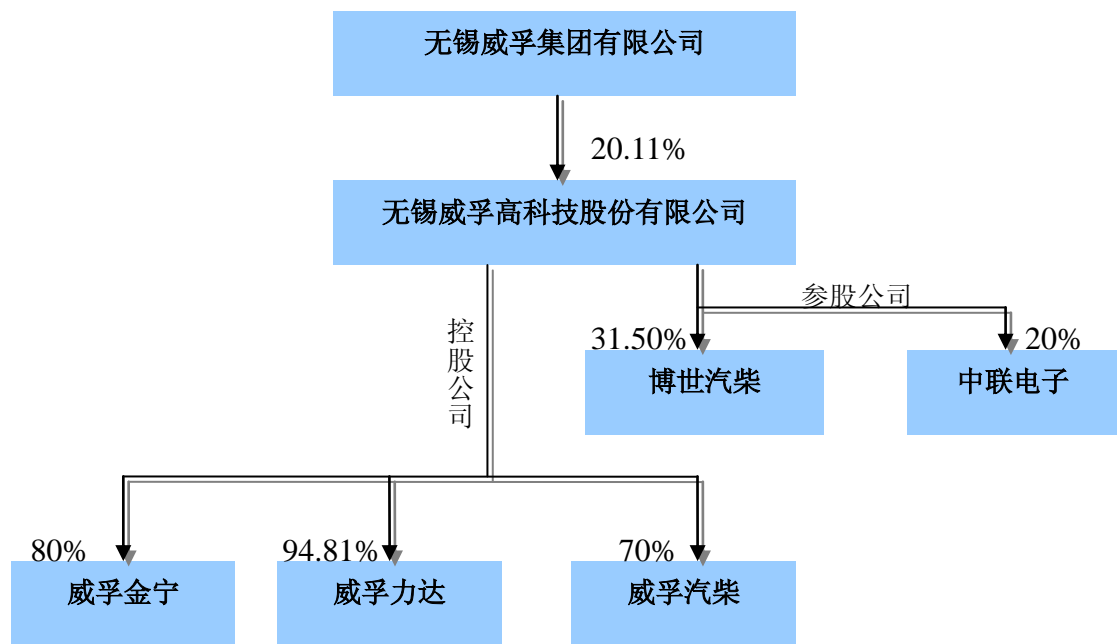 无锡威孚集团有限公司
20.11%
无锡威孚高科技股份有限公司
参股公司
控股公司
31.50%
20%
博世汽柴
中联电子
80%
94.81%
70%
威孚金宁
威孚力达
威孚汽柴